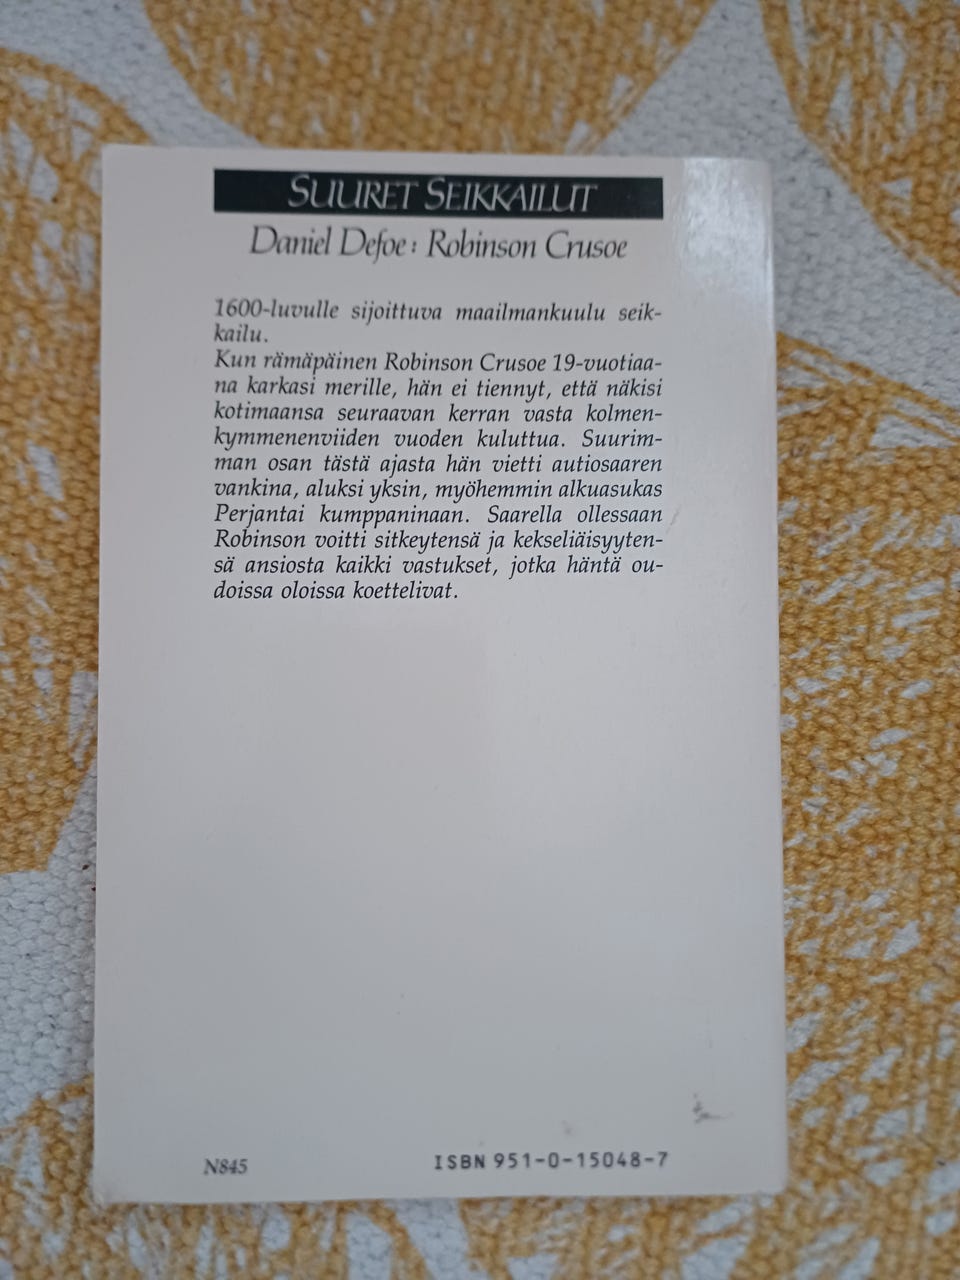 SUURET SEIKKAILUT
Daniel Defoe: Robinson Crusoe
1600-luvulle sijoittuva maailmankuulu seik-
kailu.
Kun rämäpäinen Robinson Crusoe 19-vuotiaa-
na karkasi merille, hän ei tiennyt, että näkisi
kotimaansa seuraavan kerran vasta kolmen-
kymmenenviiden vuoden kuluttua. Suurim-
man osan tästä ajasta hän vietti autiosaaren
vankina, aluksi yksin, myöhemmin alkuasukas
Perjantai kumppaninaan. Saarella ollessaan
Robinson voitti sitkeytensä ja kekseliäisyyten-
sä ansiosta kaikki vastukset, jotka häntä ou-
doissa oloissa koettelivat.
N845
ISBN 951-0-15048-7